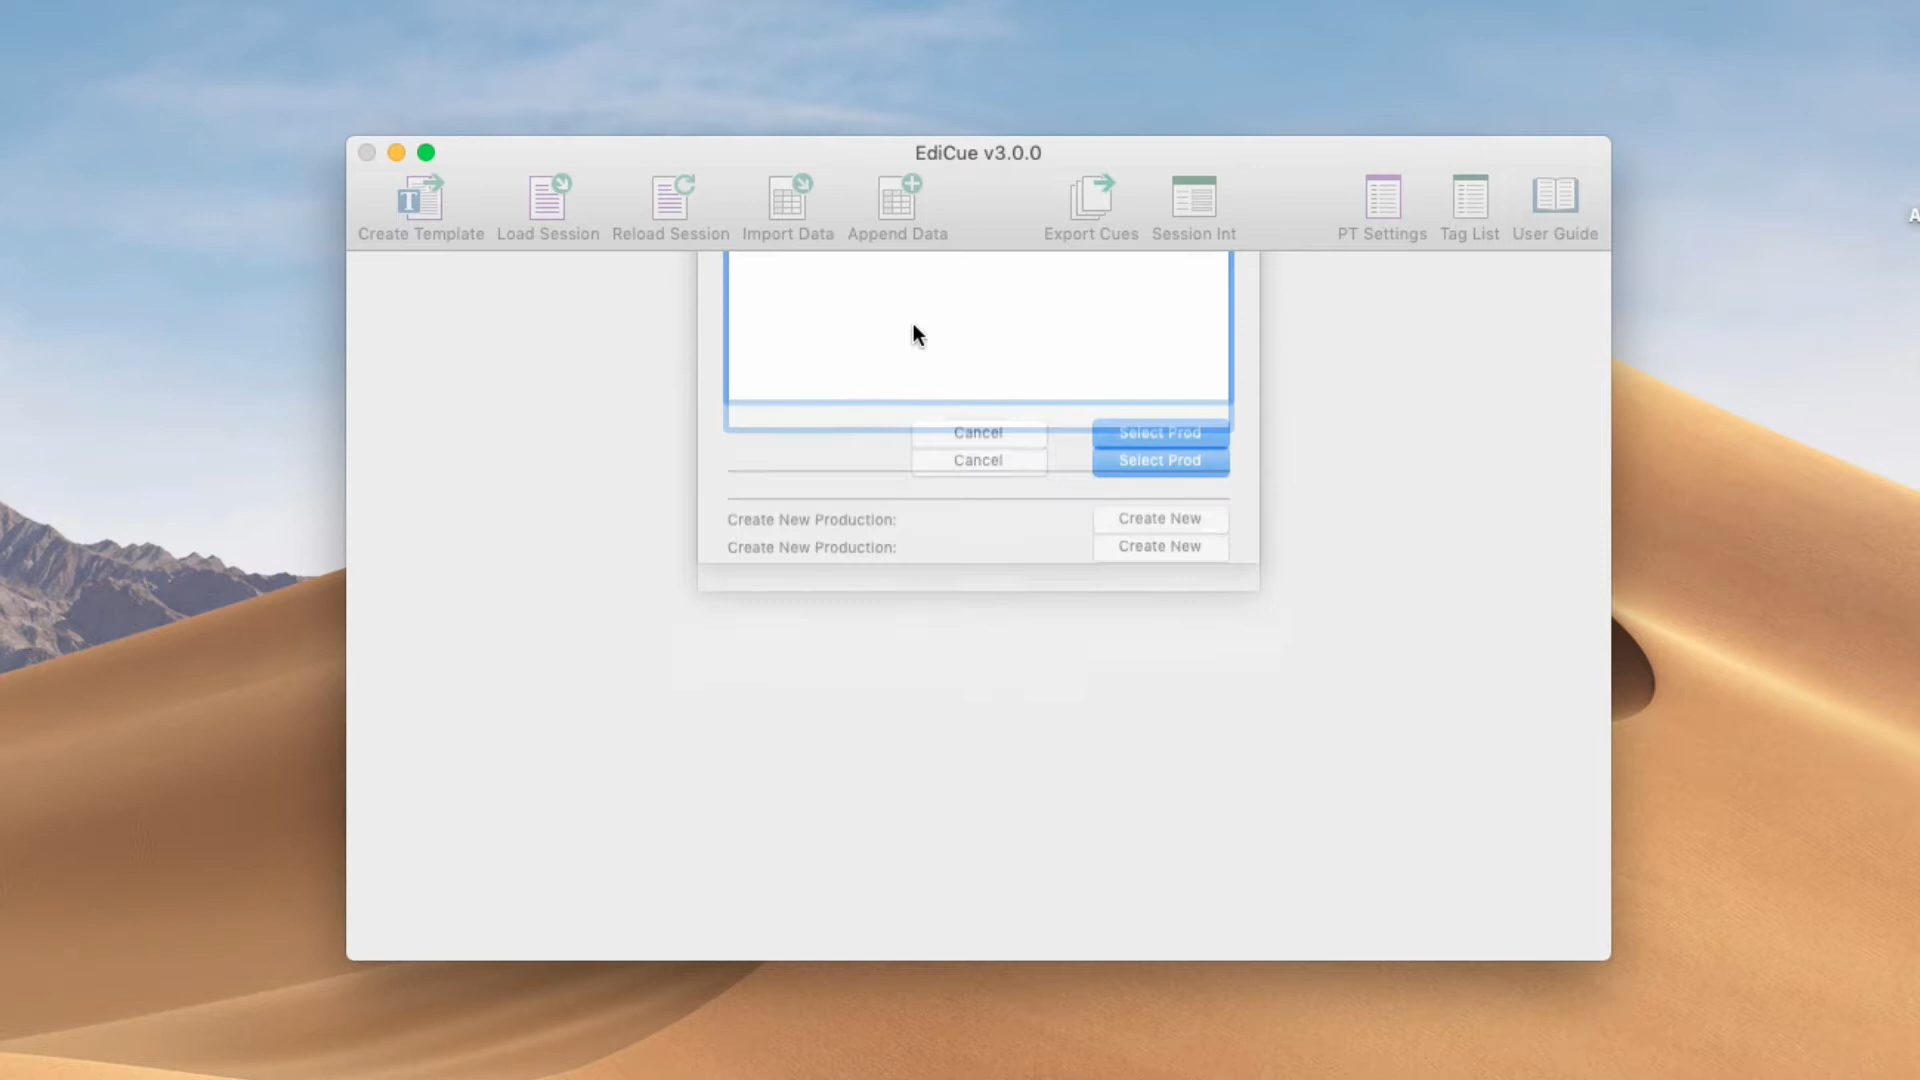 EdiCue v3.0.0
Create Template
Load Session
Reload Session
Import Data
Append Data
Export Cues
Session Int
PT Settings
Tag List
User Guide
Cancel
Select Prod
Cancel
Select Prod
Create New Production:
Create New
Create New Production:
Create New